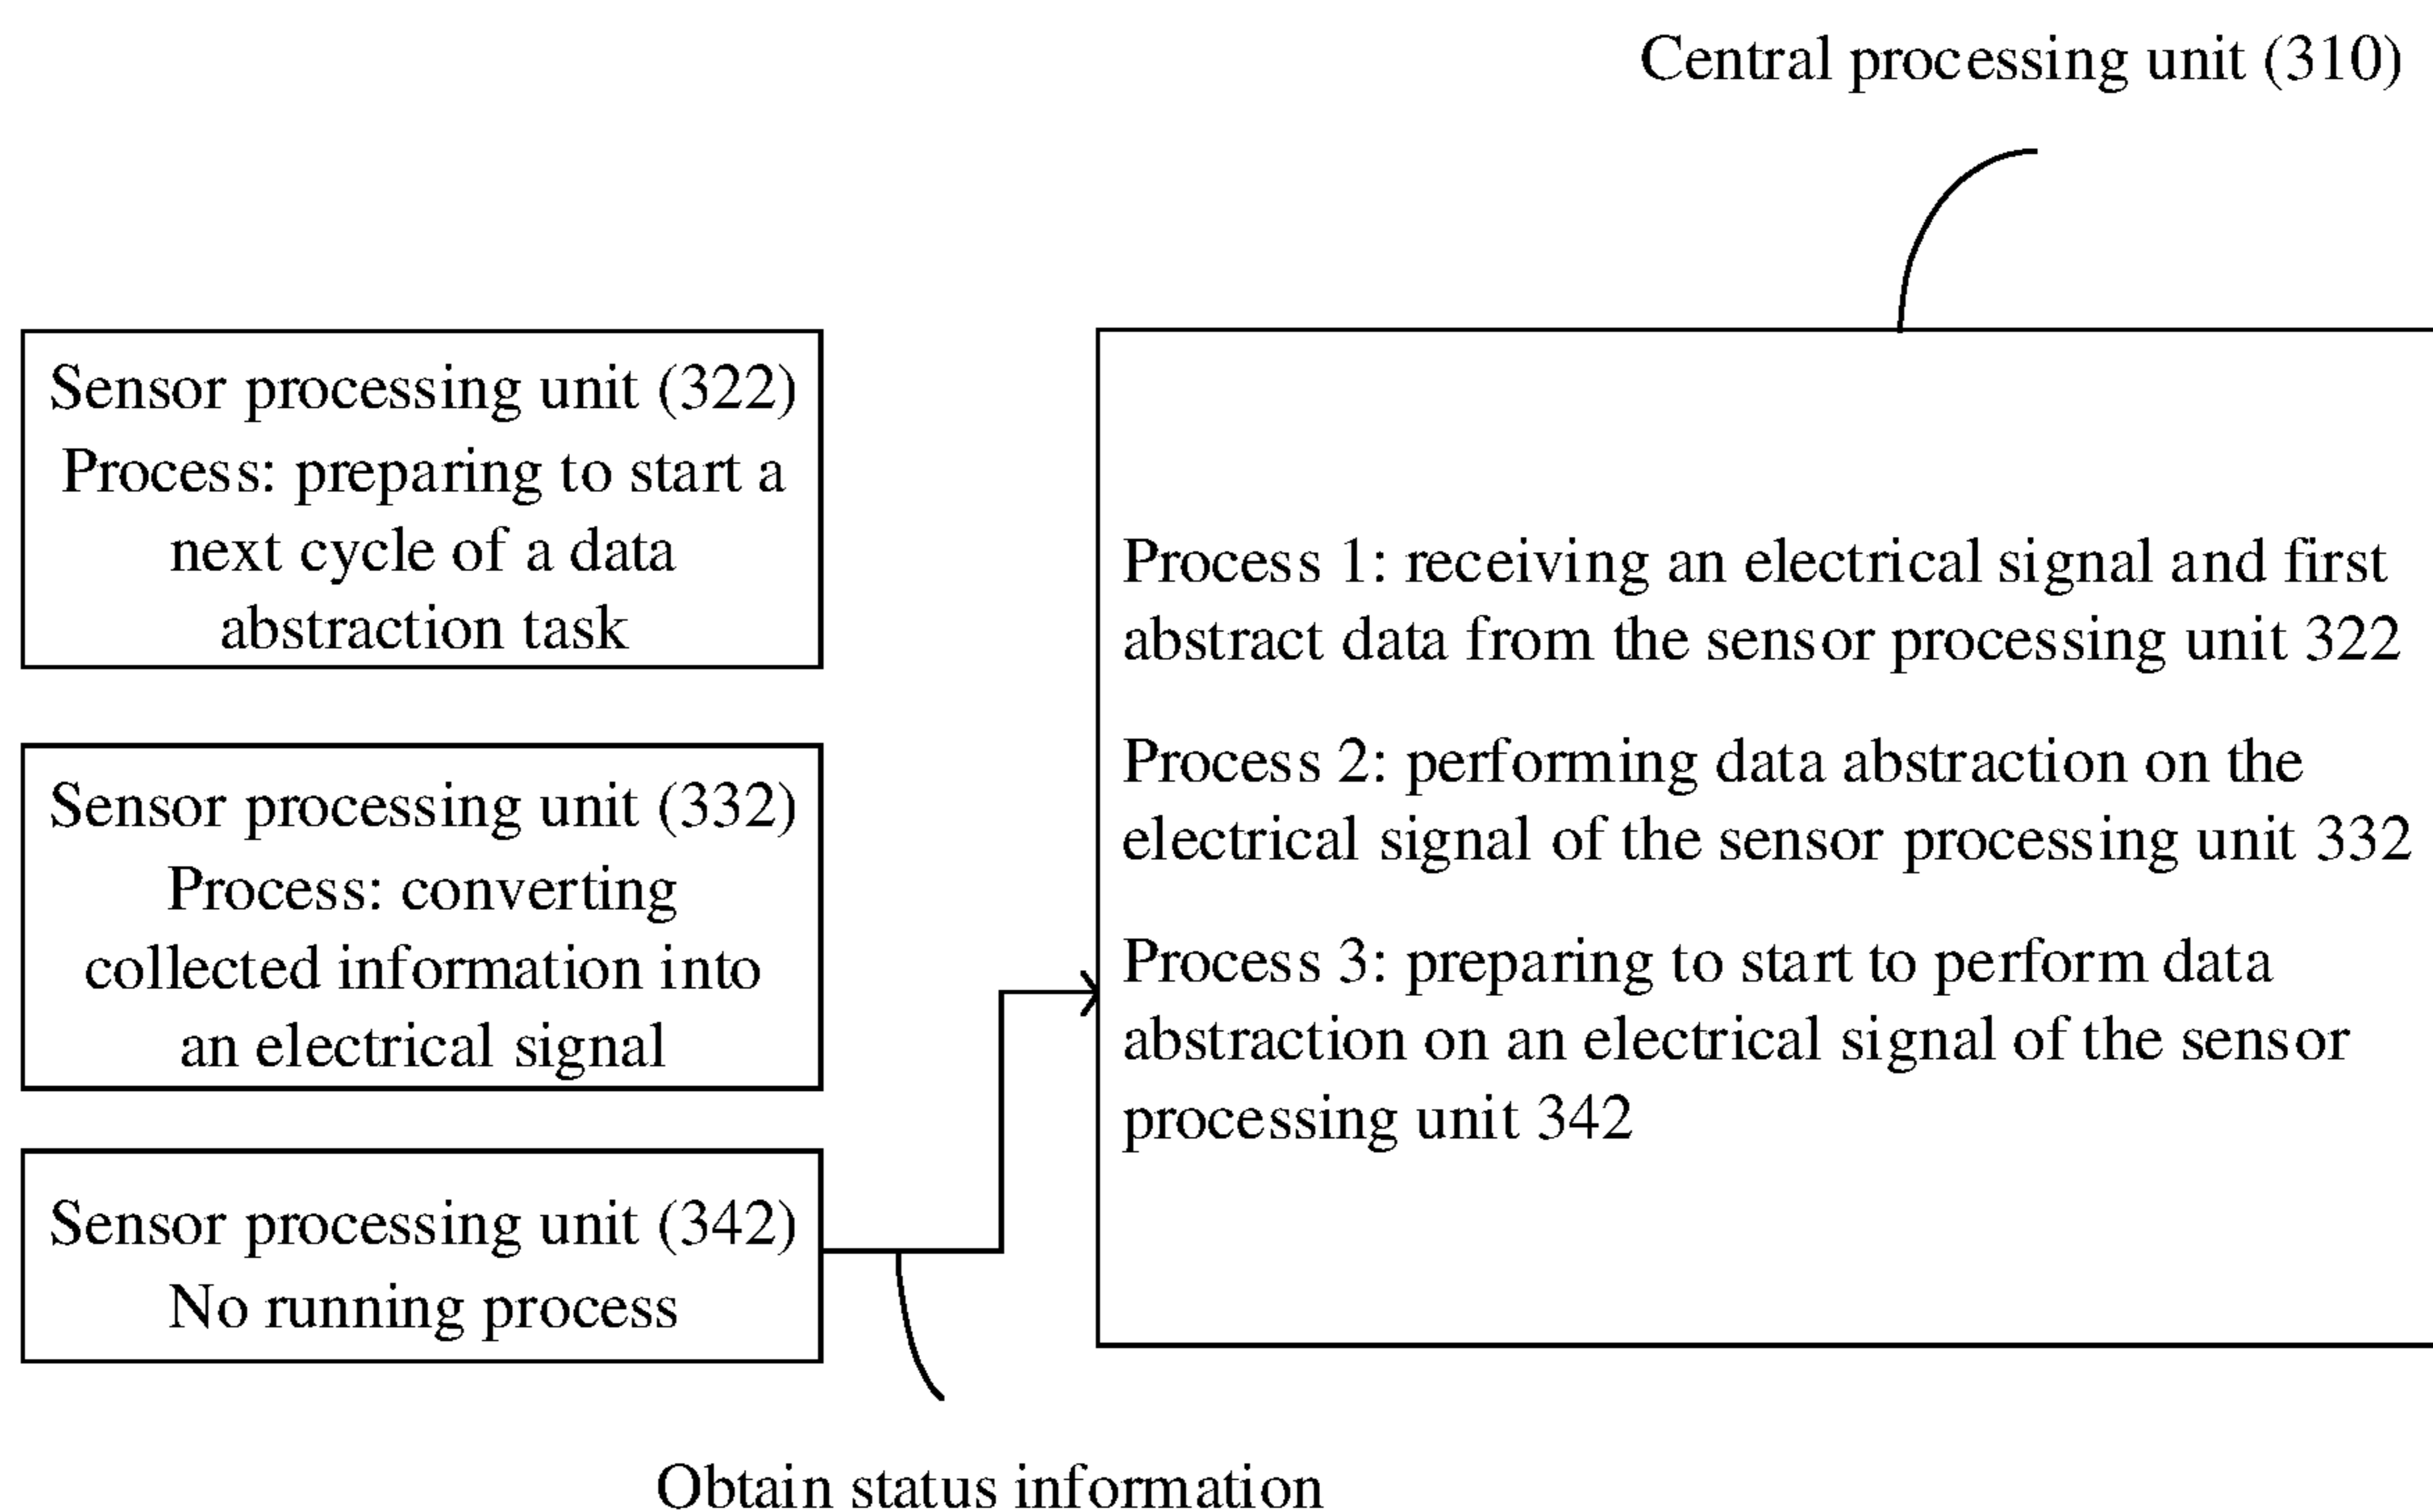 Central processing unit (310)
Sensor processing unit (322)
Process: preparing to start a
next cycle of a data
abstraction task
Sensor processing unit (332)
Process: converting
collected information into
an electrical signal
Sensor processing unit (342)
No running process
Process 1: receiving an electrical signal and first
abstract data from the sensor processing unit 322
Process 2: performing data abstraction on the
electrical signal of the sensor processing unit 332
Process 3: preparing to start to perform data
abstraction on an electrical signal of the sensor
processing unit 342
Obtain status information